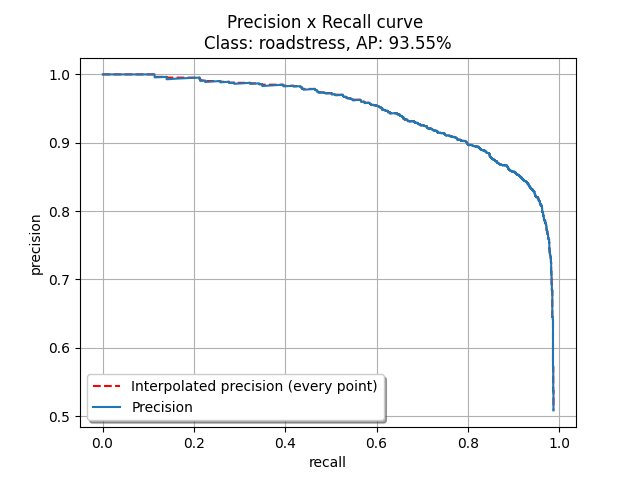 Precision x Recall curve
Class: roadstress, AP: 93.55%
1.0
0.9
0.8
0.7
0.6
0.5
precision
Interpolated precision (every point)
Precision
0.0 0.2 0.4 0.6 0.8 1.0
recall